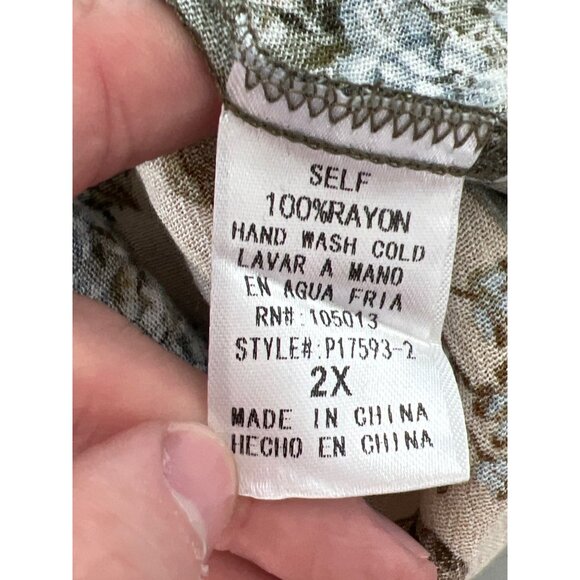 SELF
100%RAYON
HAND WASH COLD
LAVAR A MANO
EN AGUA FRIA
RN#:105013
STYLE#:P17593-2
2X
MADE IN CHINA
HECHO EN CHINA